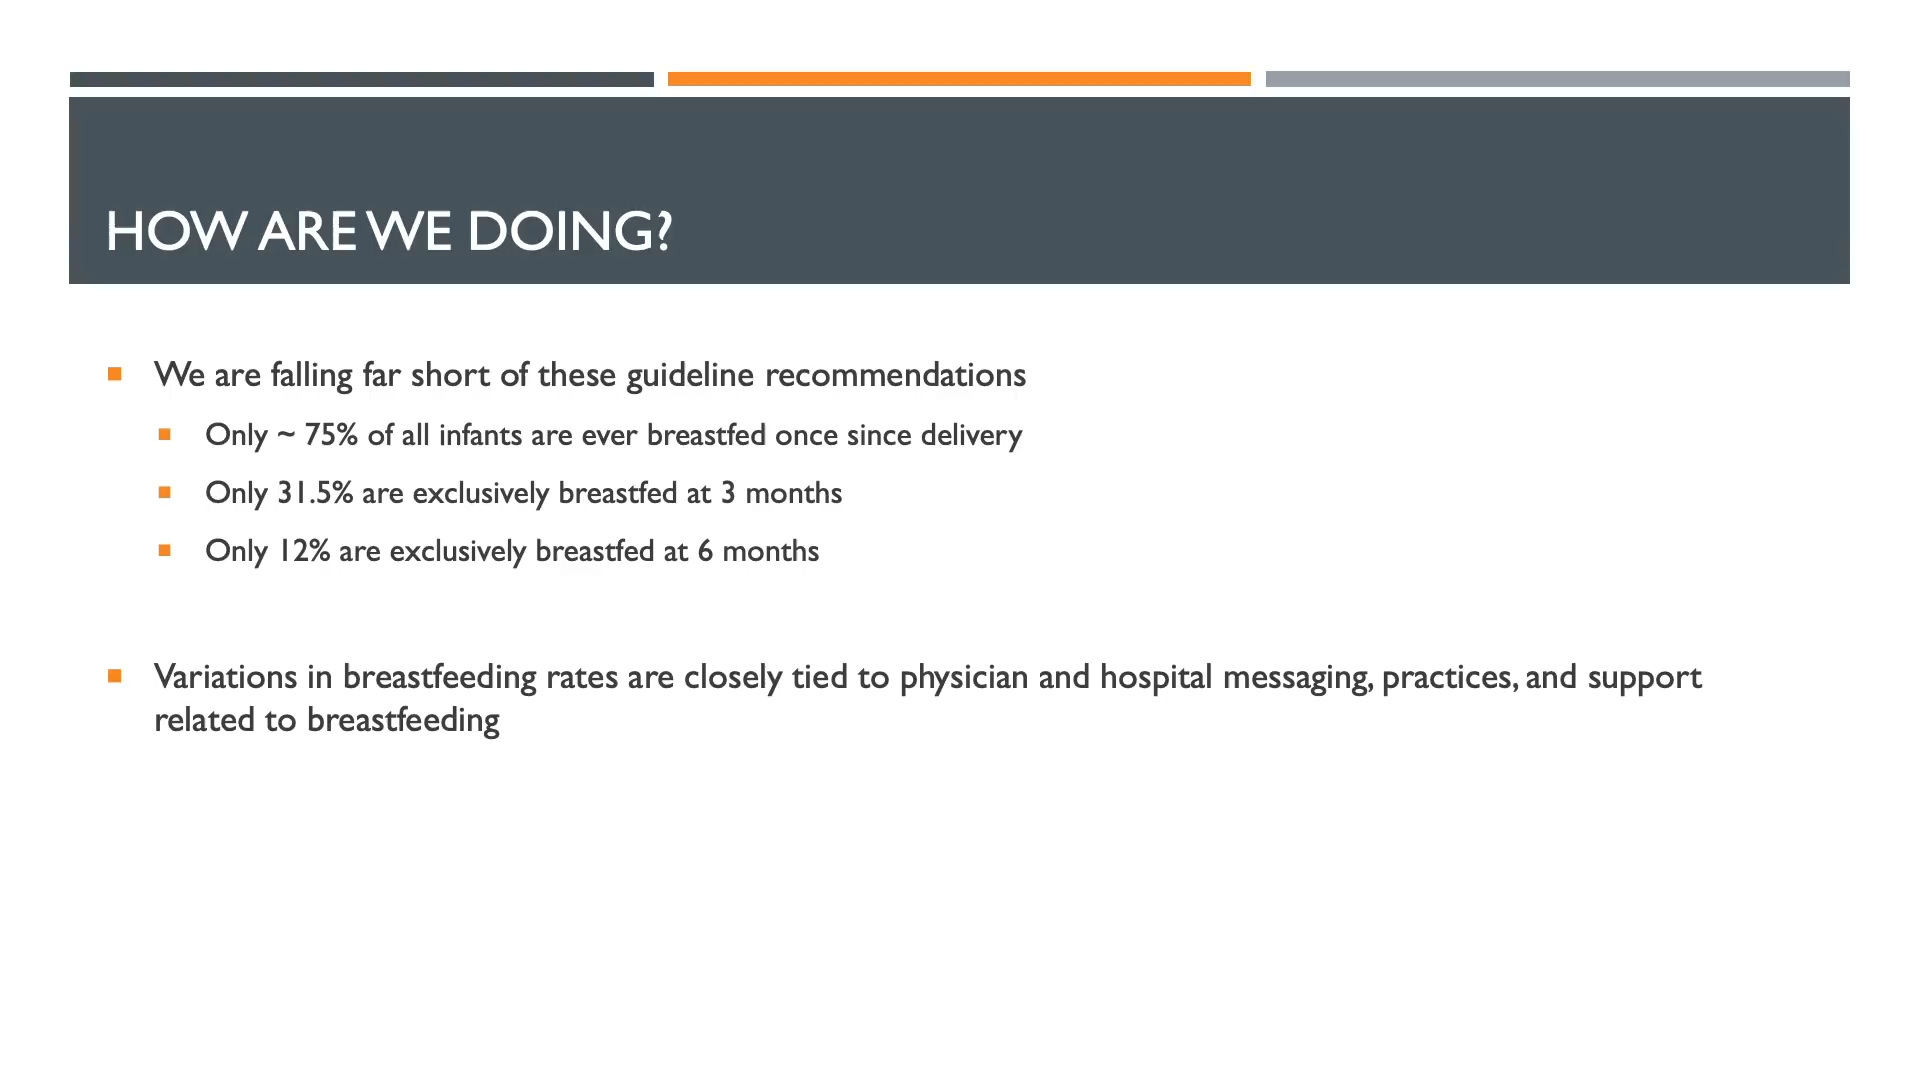 HOW ARE WE DOING?
We are falling far short of these guideline recommendations
Only ~ 75% of all infants are ever breastfed once since delivery
Only 31.5% are exclusively breastfed at 3 months
Only 12% are exclusively breastfed at 6 months
Variations in breastfeeding rates are closely tied to physician and hospital messaging, practices, and support
related to breastfeeding